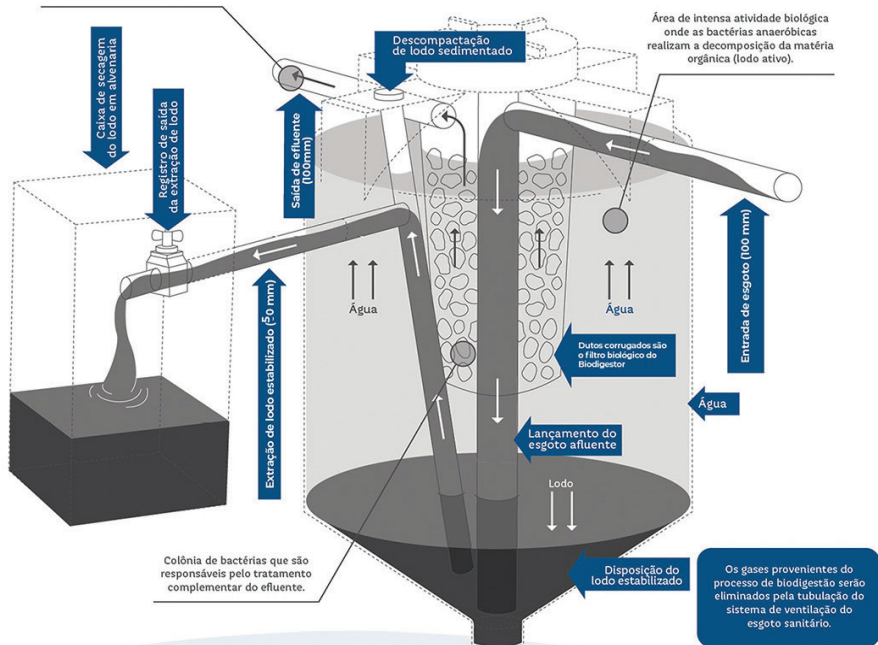 Caixa de secagem
do lodo em alvenaria
Registro de saída
da extração de lodo
Saída de efluente
(100mm)
Descompactação
de lodo sedimentado
Área de intensa atividade biológica
onde as bactérias anaeróbicas
realizam a decomposição da matéria
orgânica (lodo ativo).
Extração de lodo estabilizado (50 mm)
Água
Água
Entrada de esgoto (100 mm)
Dutos corrugados são
o filtro biológico do
Biodigestor
Água
Lançamento do
esgoto afluente
Lodo
Colônia de bactérias que são
responsáveis pelo tratamento
complementar do efluente.
Disposição do
lodo estabilizado
Os gases provenientes do
processo de biodigestão serão
eliminados pela tubulação do
sistema de ventilação do
esgoto sanitário.